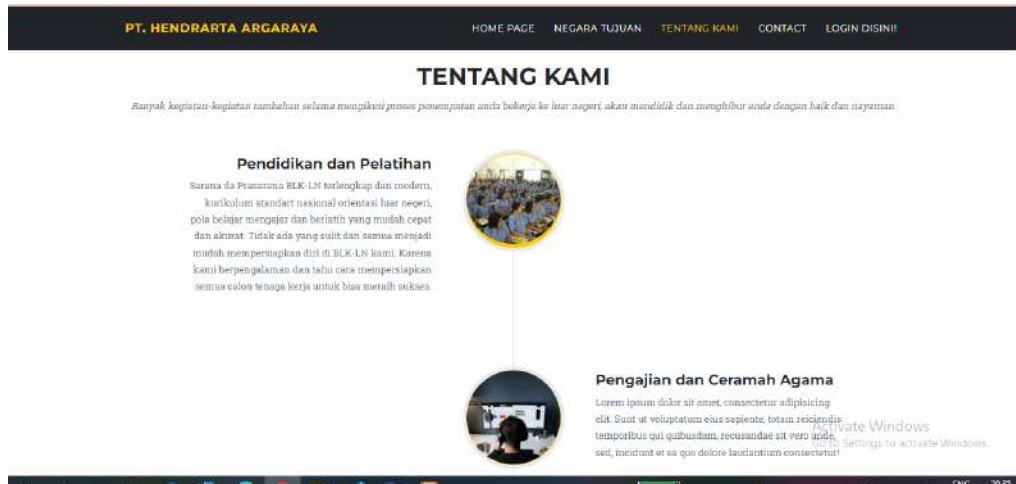 PT. HENDRARTA ARGARAYA
HOME PAGE NEGARA TUJUAN TENTANG KAMI CONTACT LOGIN DISINI!
TENTANG KAMI
Banyak kegiatan-kegiatan tambahan selama mengikuti proses penempatan anda bekerja ke luar negeri, akan mendidik dan menghibur anda dengan baik dan nayaman.
Pendidikan dan Pelatihan
Sarana da Prasarana BLK-LN terlengkap dan modern,
kurikulum standart nasional orientasi luar negeri,
pola belajar mengajar dan berlatih yang mudah cepat
dan akurat. Tidak ada yang sulit dan semua menjadi
mudah mempersiapkan diri di BLK-LN kami. Karena
kami berpengalaman dan tahu cara mempersiapkan
semua calon tenaga kerja untuk bisa meraih sukses.
Pengajian dan Ceramah Agama
Lorem ipsum dolor sit amet, consectetur adipisicing
elit. Sunt ut voluptatum eius sapiente, totam reiciendis
temporibus qui quibusdam, recusandae sit vero unde,
sed, incidunt et ea quo dolore laudantium consectetur!
Activate Windows
Go to Settings to activate Windows.
ENG 20.25